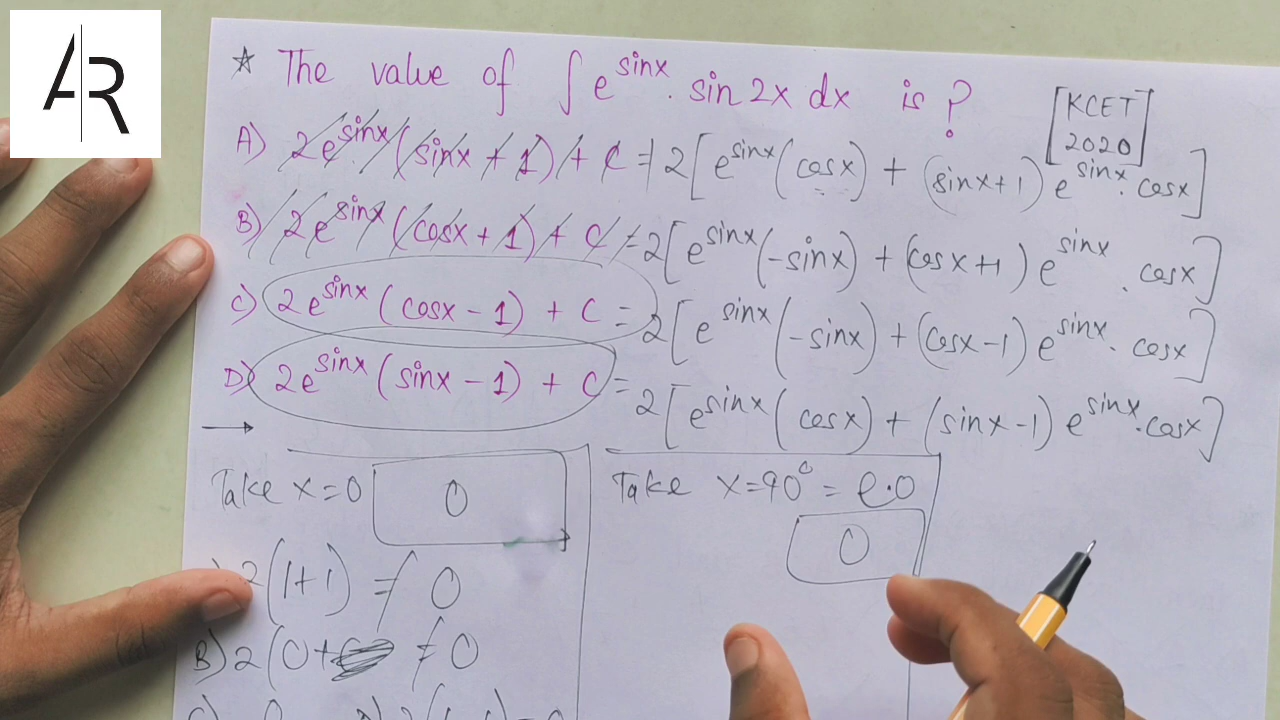 AR
☆ The value of ∫ e^sinx . sin 2x dx is ?
[KCET 2020]
A) 2e^sinx (sinx + 1) + C = 2[e^sinx (cosx) + (sinx+1) e^sinx . cosx]
B) 2e^sinx (cosx + 1) + C = 2[e^sinx (-sinx) + (cosx+1) e^sinx . cosx]
C) 2e^sinx (cosx - 1) + C = 2[e^sinx (-sinx) + (cosx-1) e^sinx . cosx]
D) 2e^sinx (sinx - 1) + C = 2[e^sinx (cosx) + (sinx-1) e^sinx . cosx]
→
Take x=0 0
2(1+1) ≠ 0
B) 2(0+ ≠ 0
Take x=90° = e.0
0